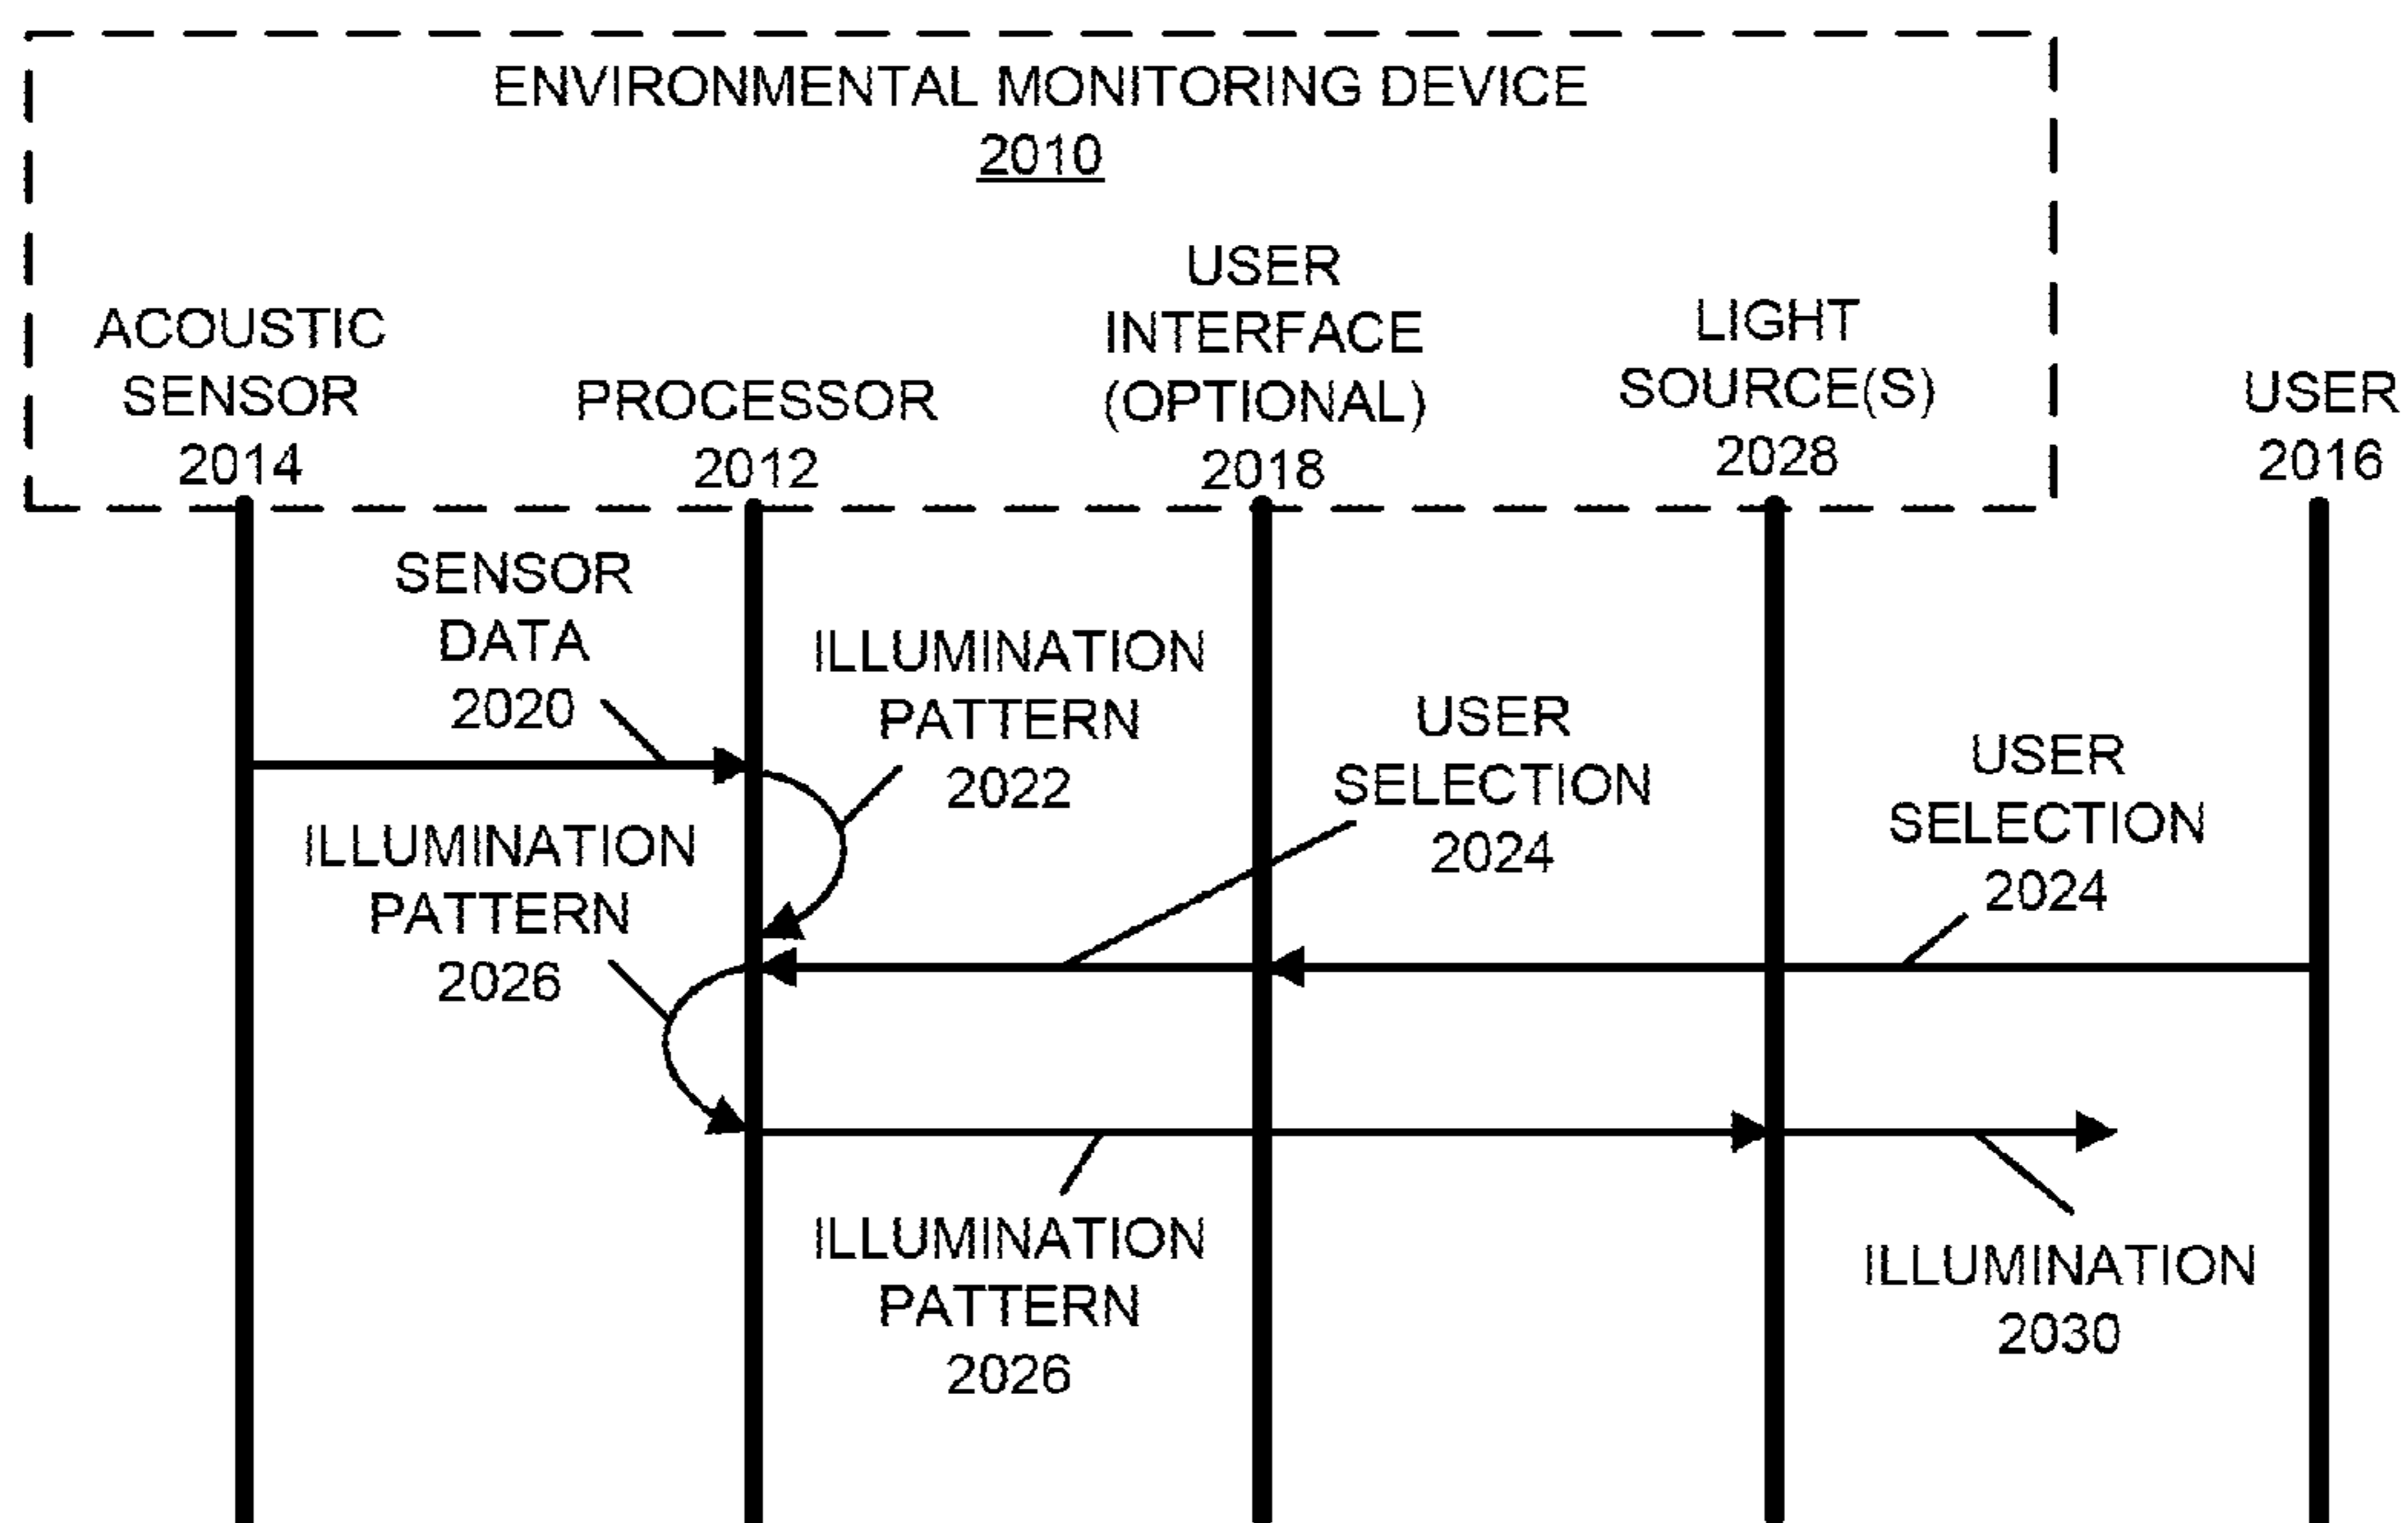 ENVIRONMENTAL MONITORING DEVICE
2010
ACOUSTIC
SENSOR
2014
PROCESSOR
2012
USER
INTERFACE
(OPTIONAL)
2018
LIGHT
SOURCE(S)
2028
USER
2016
SENSOR
DATA
2020
ILLUMINATION
PATTERN
2022
USER
SELECTION
2024
USER
SELECTION
2024
ILLUMINATION
PATTERN
2026
ILLUMINATION
PATTERN
2026
ILLUMINATION
2030